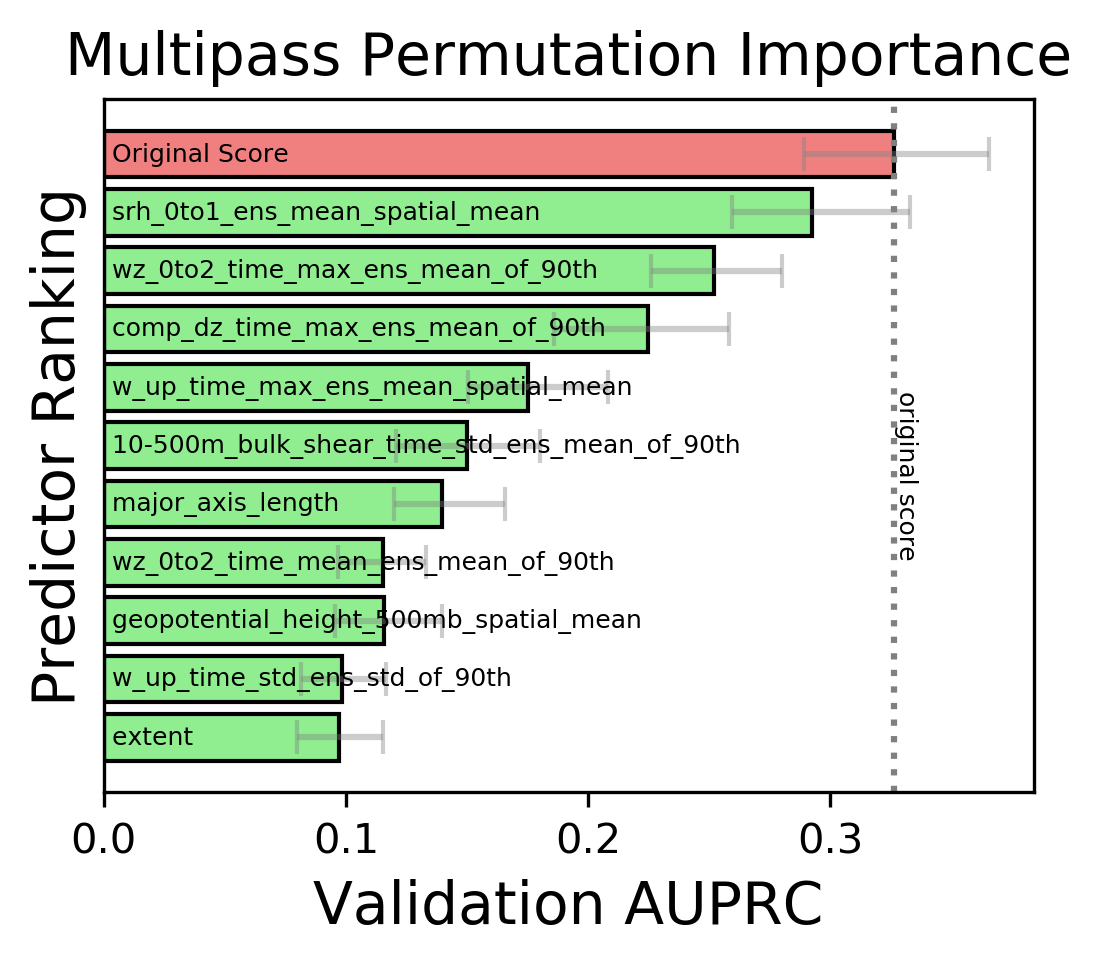 Multipass Permutation Importance
Predictor Ranking
Original Score
srh_0to1_ens_mean_spatial_mean
wz_0to2_time_max_ens_mean_of_90th
comp_dz_time_max_ens_mean_of_90th
w_up_time_max_ens_mean_spatial_mean
10-500m_bulk_shear_time_std_ens_mean_of_90th
major_axis_length
wz_0to2_time_mean_ens_mean_of_90th
geopotential_height_500mb_spatial_mean
w_up_time_std_ens_std_of_90th
extent
original score
0.0 0.1 0.2 0.3
Validation AUPRC